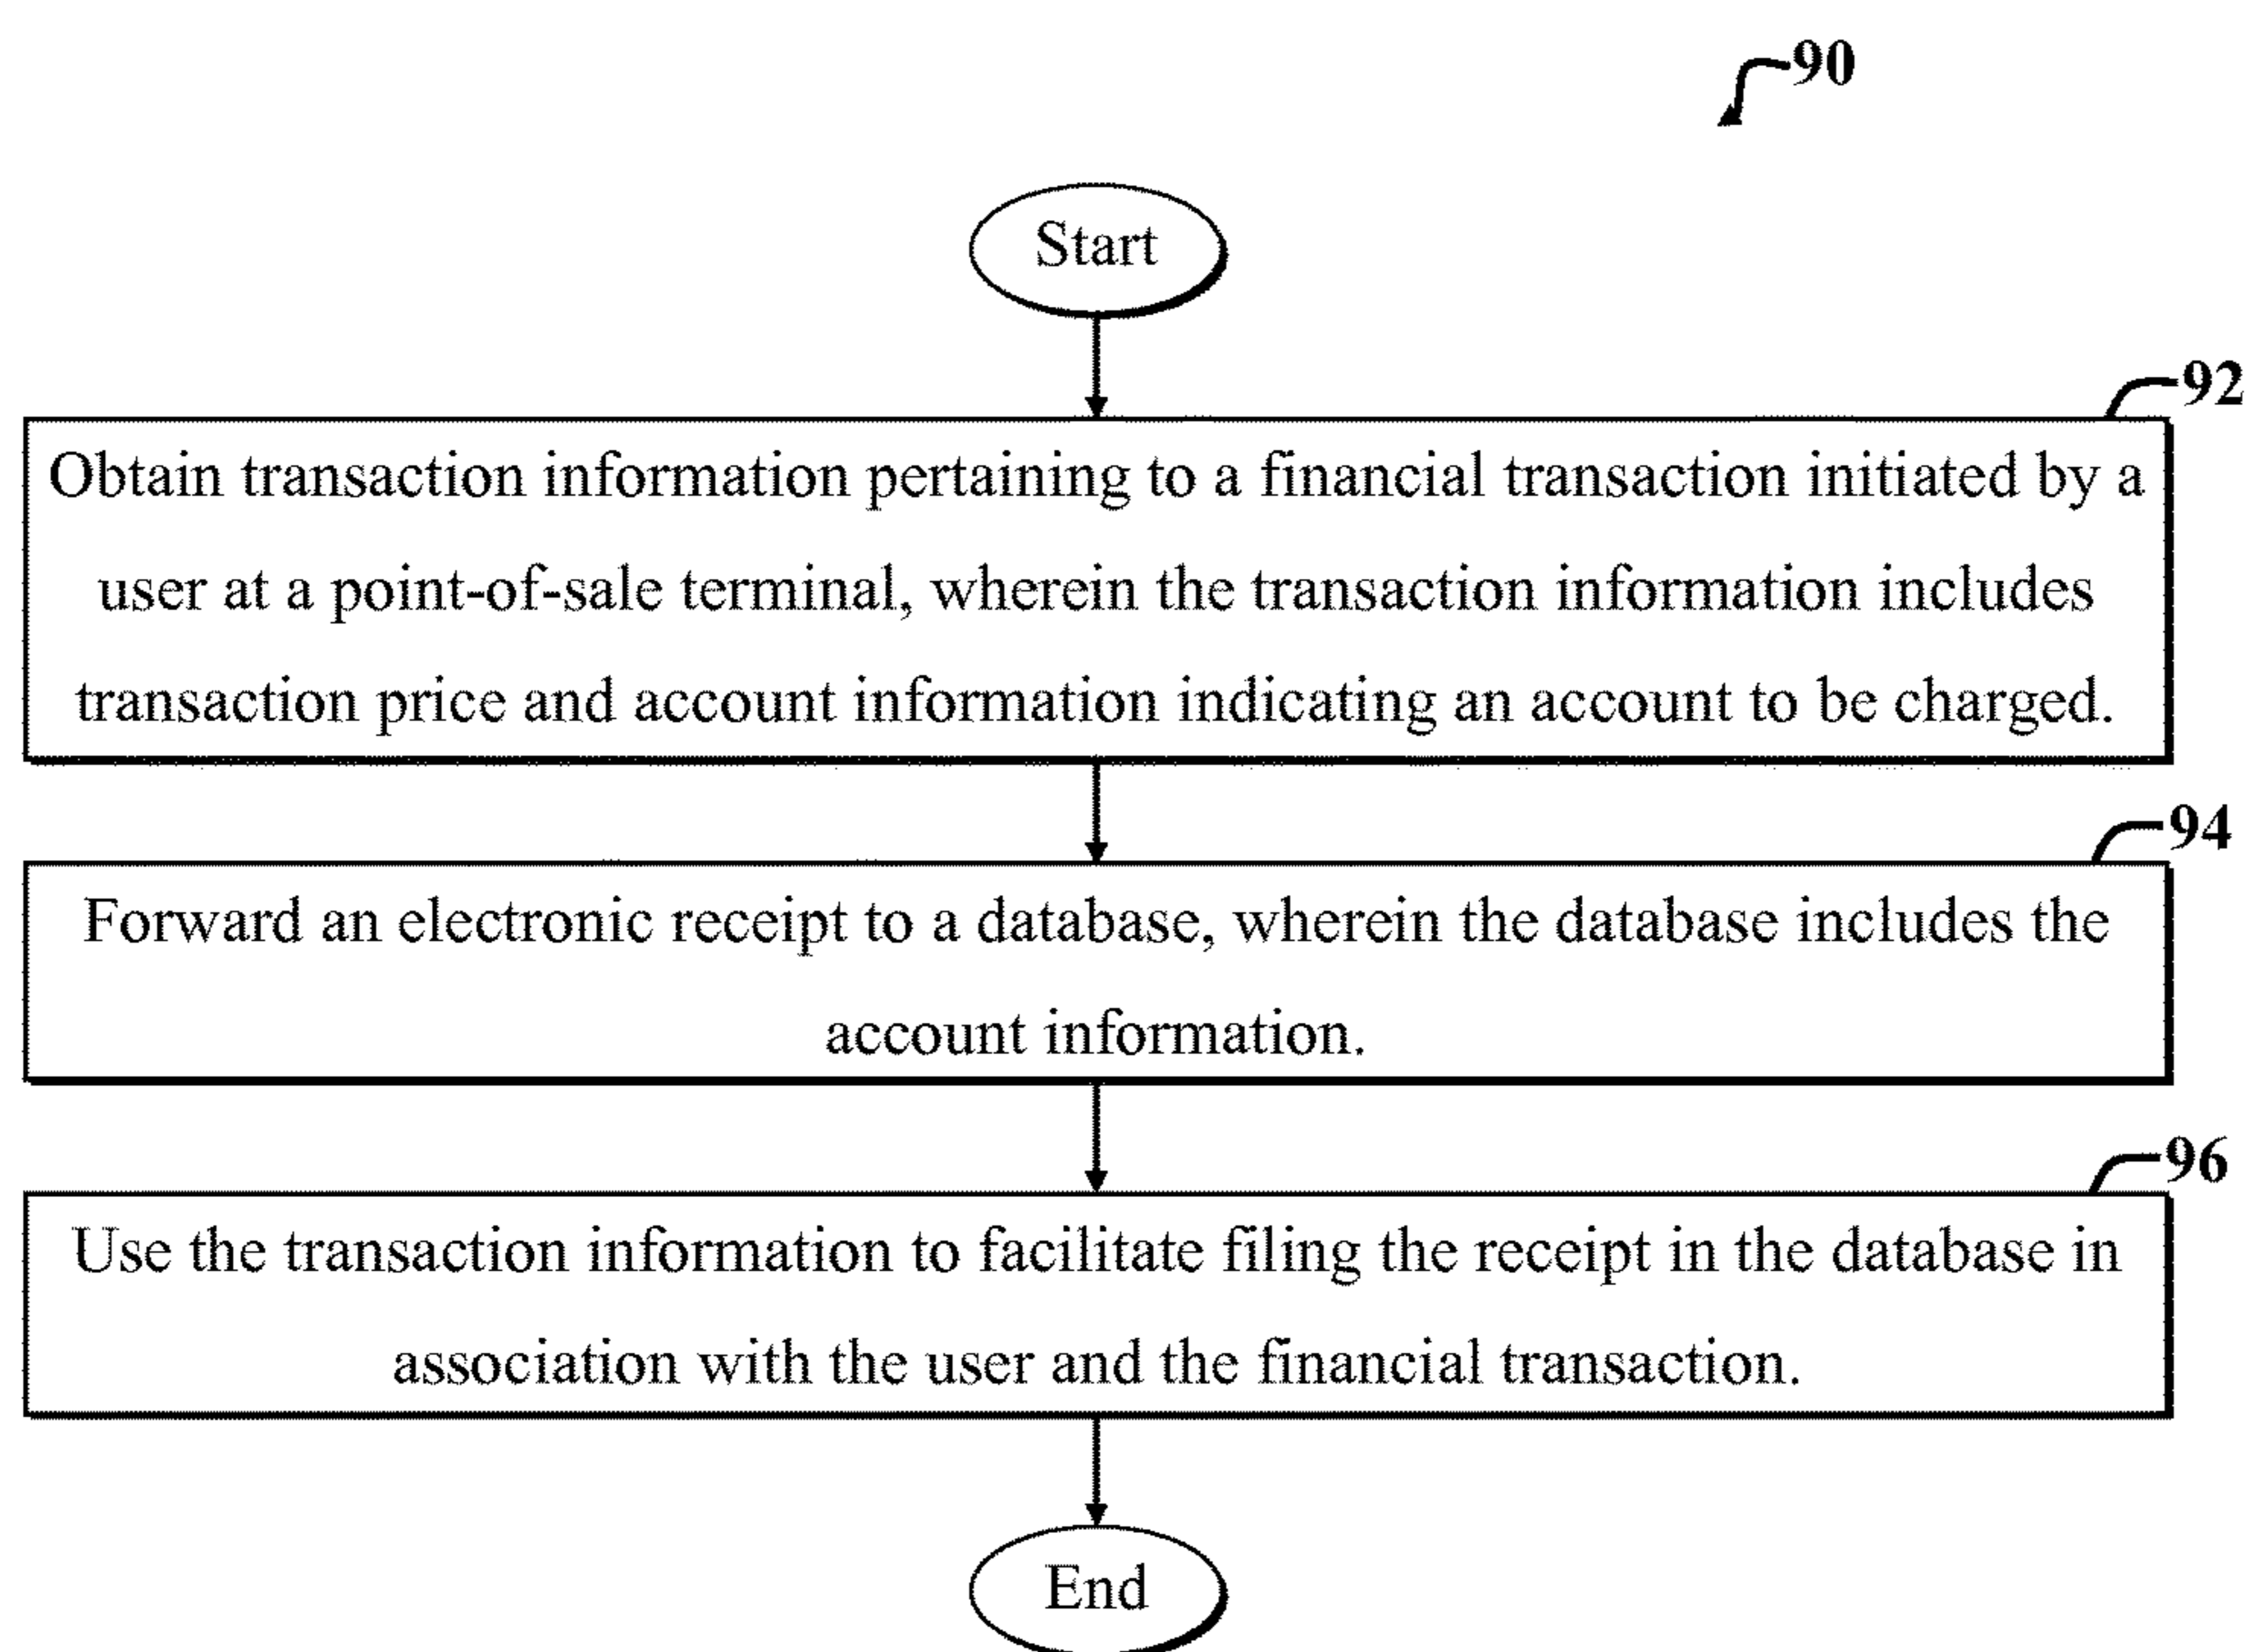 90
Start
92
Obtain transaction information pertaining to a financial transaction initiated by a
user at a point-of-sale terminal, wherein the transaction information includes
transaction price and account information indicating an account to be charged.
94
Forward an electronic receipt to a database, wherein the database includes the
account information.
96
Use the transaction information to facilitate filing the receipt in the database in
association with the user and the financial transaction.
End